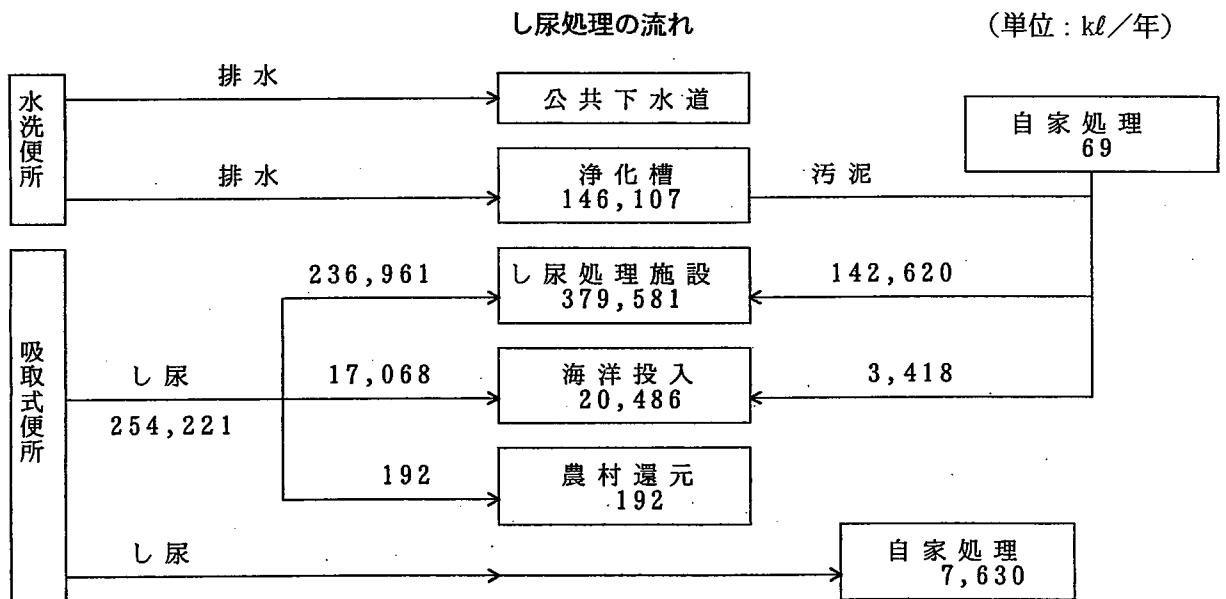 し尿処理の流れ
（単位：kℓ／年）
水洗便所
排水
公共下水道
自家処理
69
排水
浄化槽
146,107
汚泥
吸取式便所
236,961
し尿処理施設
379,581
142,620
し尿
254,221
17,068
海洋投入
20,486
3,418
192
農村還元
192
し尿
自家処理
7,630